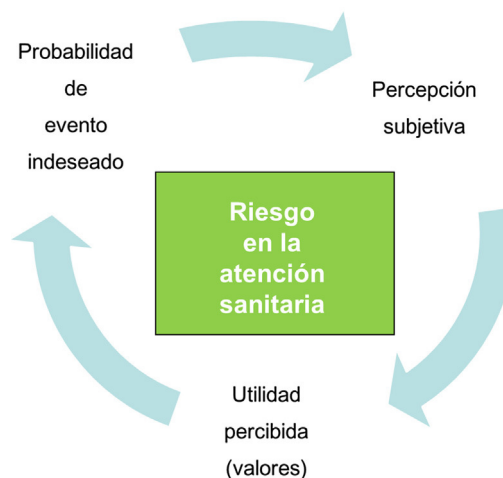 Probabilidad
de
evento
indeseado
Percepción
subjetiva
Riesgo
en la
atención
sanitaria
Utilidad
percibida
(valores)